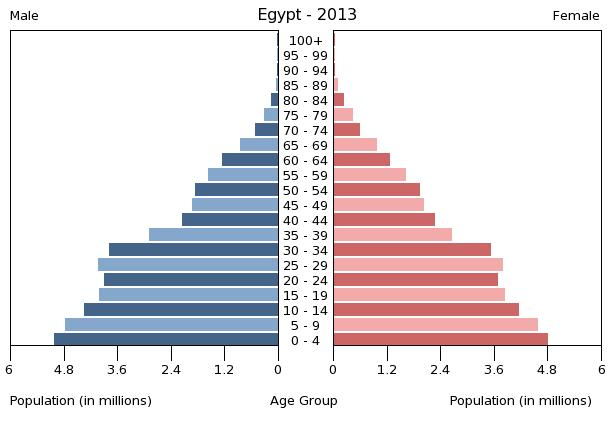 Male Egypt - 2013 Female
100+
95 - 99
90 - 94
85 - 89
80 - 84
75 - 79
70 - 74
65 - 69
60 - 64
55 - 59
50 - 54
45 - 49
40 - 44
35 - 39
30 - 34
25 - 29
20 - 24
15 - 19
10 - 14
5 - 9
0 - 4
6 4.8 3.6 2.4 1.2 0 0 1.2 2.4 3.6 4.8 6
Population (in millions) Age Group Population (in millions)